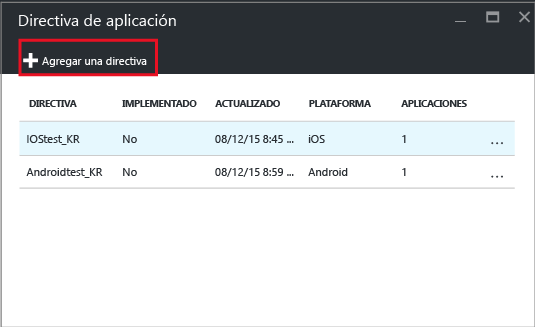 Directiva de aplicación
Agregar una directiva
DIRECTIVA IMPLEMENTADO ACTUALIZADO PLATAFORMA APLICACIONES
IOStest_KR No 08/12/15 8:45 ... iOS 1 ...
Androidtest_KR No 08/12/15 8:59 ... Android 1 ...